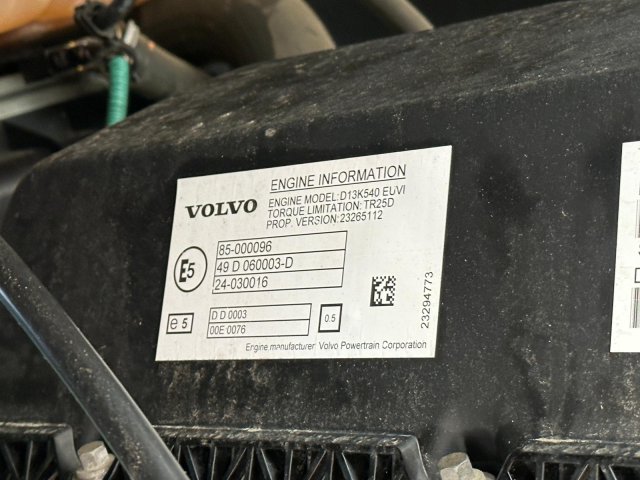 ENGINE INFORMATION
VOLVO
ENGINE MODEL:D13K540 EUVI
TORQUE LIMITATION:TR25D
PROP. VERSION:23265112
E5
85-000096
49 D 060003-D
24-030016
e 5
D D 0003
00E 0076
0.5
23294773
Engine manufacturer: Volvo Powertrain Corporation
D